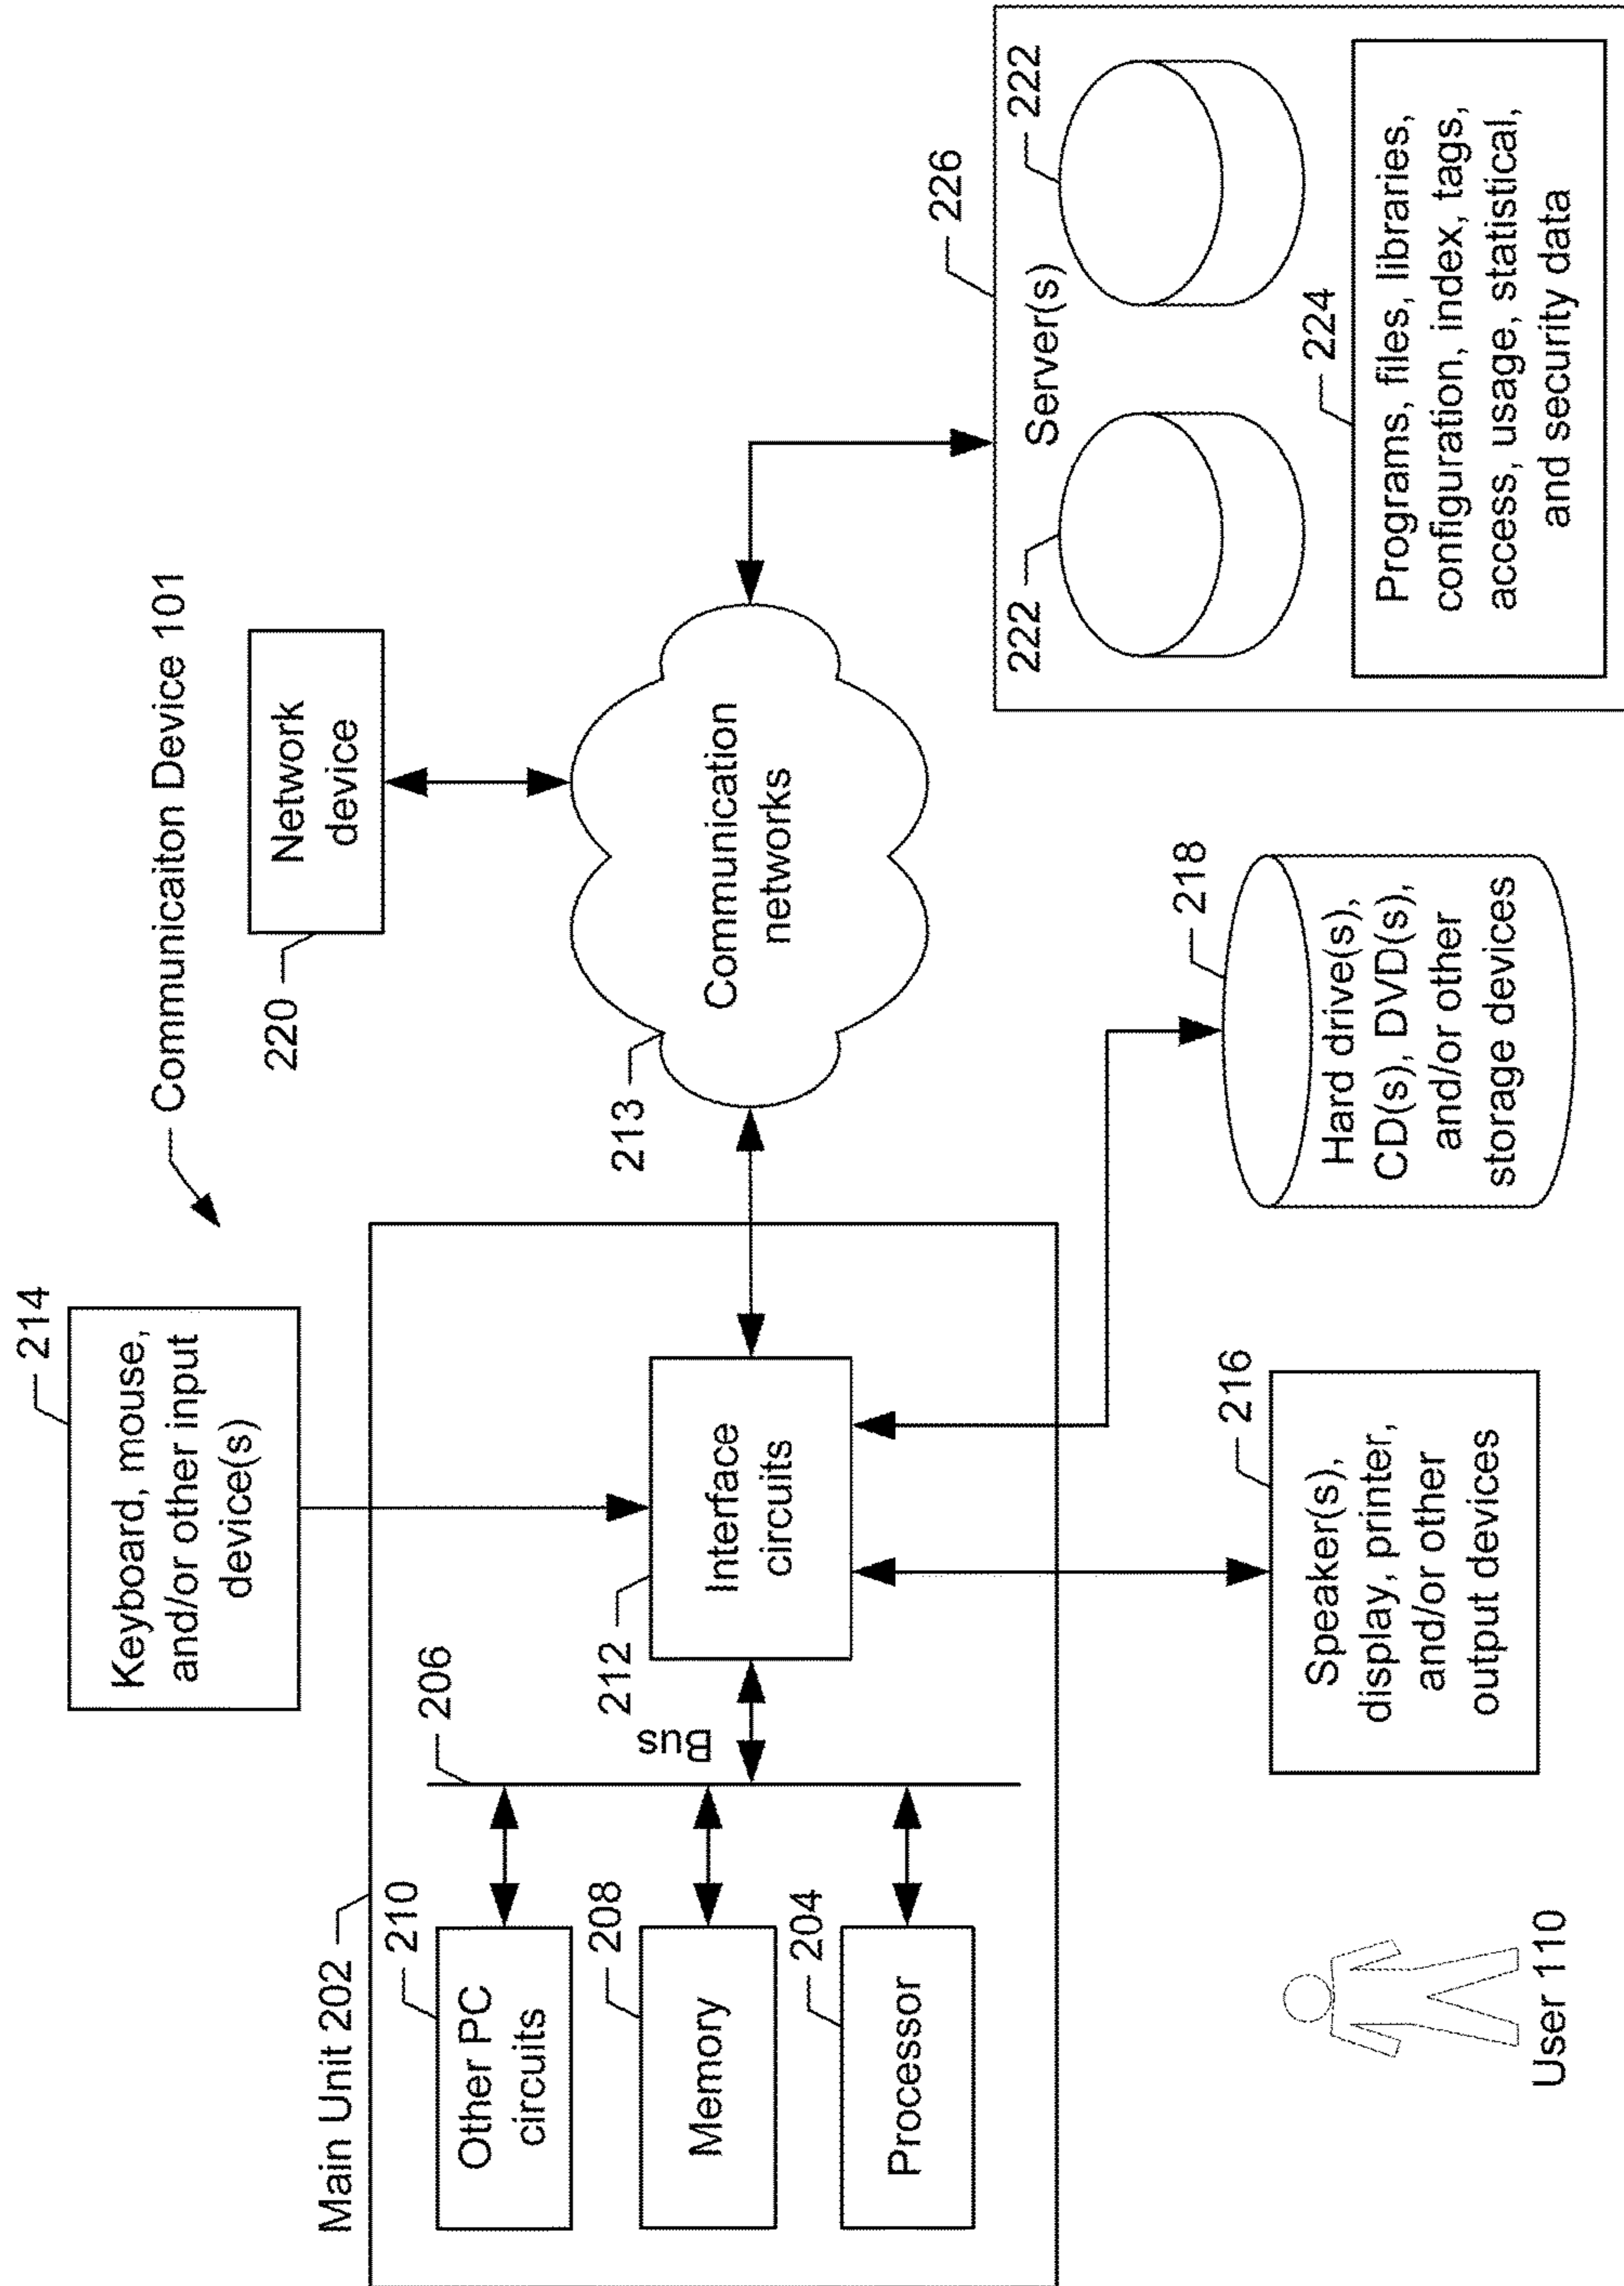 Communicaiton Device 101
214
Keyboard, mouse,
and/or other input
device(s)
Main Unit 202
210
Other PC
circuits
208
Memory
204
Processor
206
Bus
212
Interface
circuits
220
Network
device
213
Communication
networks
226
Server(s)
222
222
224
Programs, files, libraries,
configuration, index, tags,
access, usage, statistical,
and security data
User 110
216
Speaker(s),
display, printer,
and/or other
output devices
218
Hard drive(s),
CD(s), DVD(s),
and/or other
storage devices